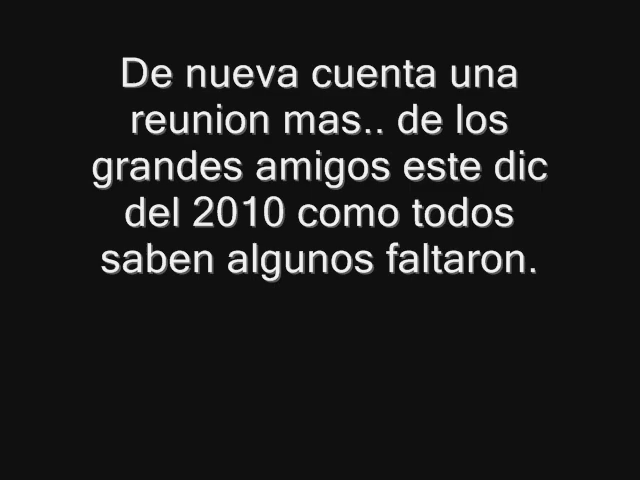 De nueva cuenta una
reunion mas.. de los
grandes amigos este dic
del 2010 como todos
saben algunos faltaron.